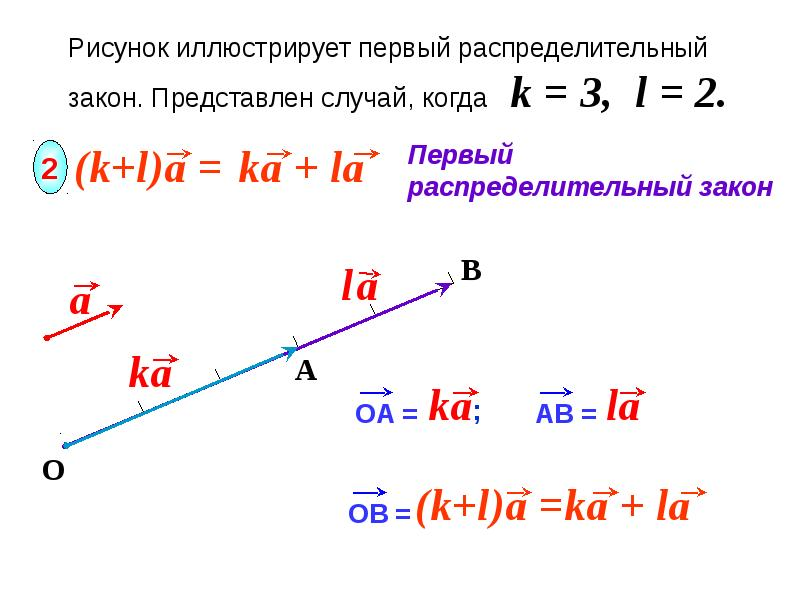 Рисунок иллюстрирует первый распределительный
закон. Представлен случай, когда k = 3, l = 2.
2 (k+l)a = ka + la
Первый
распределительный закон
a
ka
la
B
A
O
OA = ka; AB = la
OB = (k+l)a = ka + la